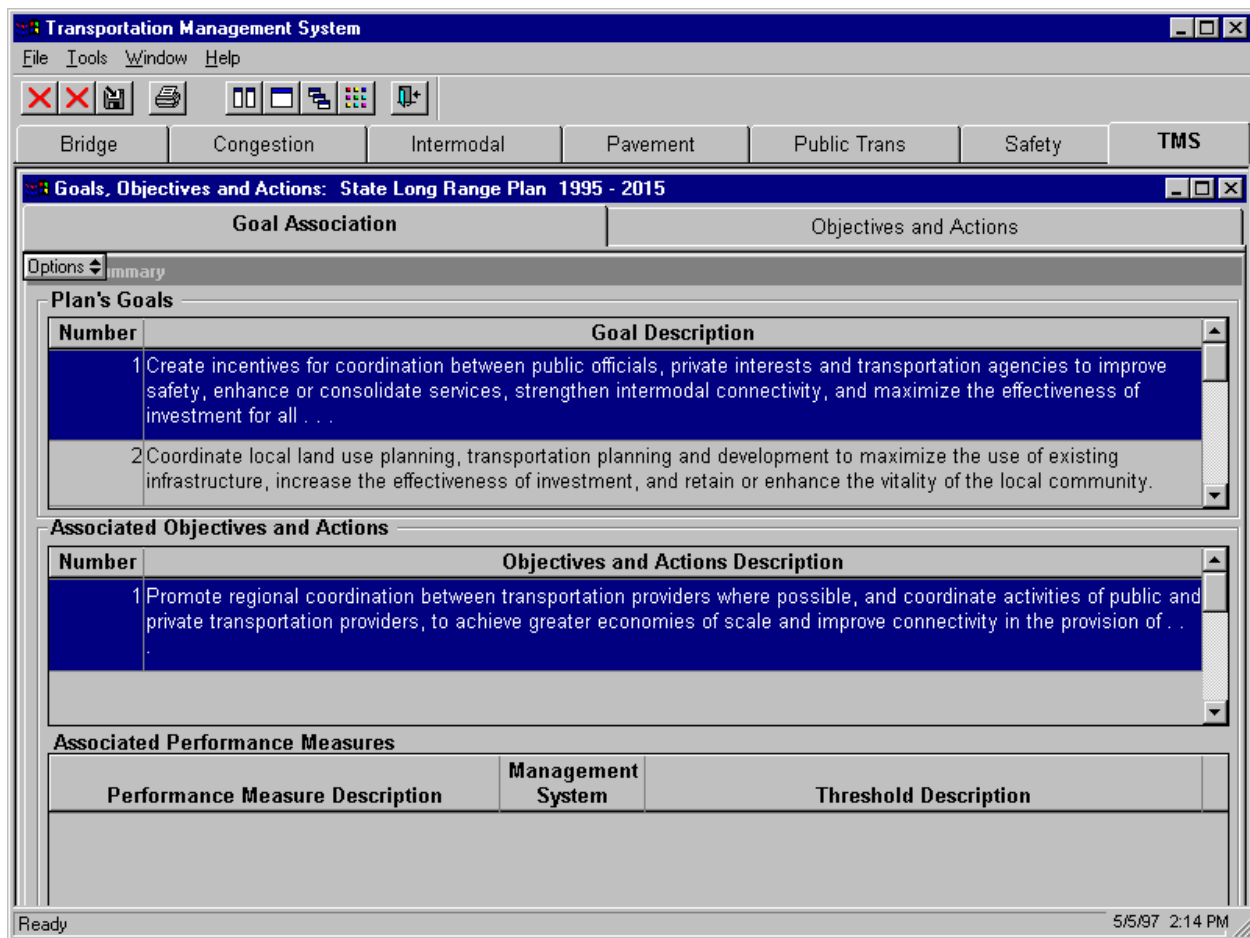 Transportation Management System
File Tools Window Help
Bridge Congestion Intermodal Pavement Public Trans Safety TMS
Goals, Objectives and Actions: State Long Range Plan 1995 - 2015
Goal Association Objectives and Actions
Options mmary
Plan's Goals
Number Goal Description
1 Create incentives for coordination between public officials, private interests and transportation agencies to improve
safety, enhance or consolidate services, strengthen intermodal connectivity, and maximize the effectiveness of
investment for all . . .
2 Coordinate local land use planning, transportation planning and development to maximize the use of existing
infrastructure, increase the effectiveness of investment, and retain or enhance the vitality of the local community.
Associated Objectives and Actions
Number Objectives and Actions Description
1 Promote regional coordination between transportation providers where possible, and coordinate activities of public and
private transportation providers, to achieve greater economies of scale and improve connectivity in the provision of . .
.
Associated Performance Measures
Performance Measure Description Management System Threshold Description
Ready 5/5/97 2:14 PM